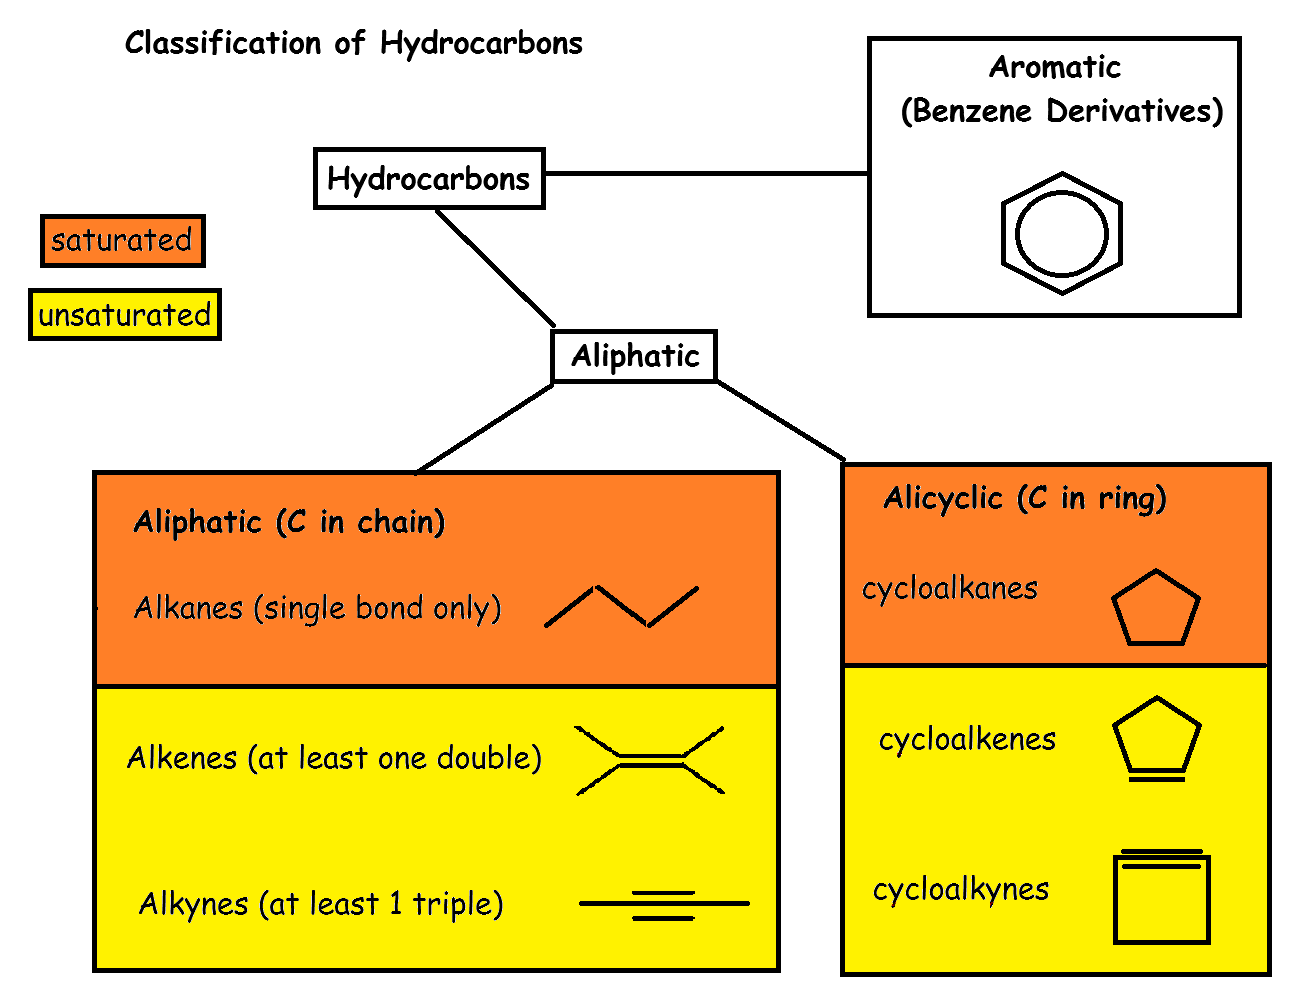 Classification of Hydrocarbons
Aromatic
(Benzene Derivatives)
Hydrocarbons
saturated
unsaturated
Aliphatic
Aliphatic (C in chain)
Alkanes (single bond only)
Alkenes (at least one double)
Alkynes (at least 1 triple)
Alicyclic (C in ring)
cycloalkanes
cycloalkenes
cycloalkynes